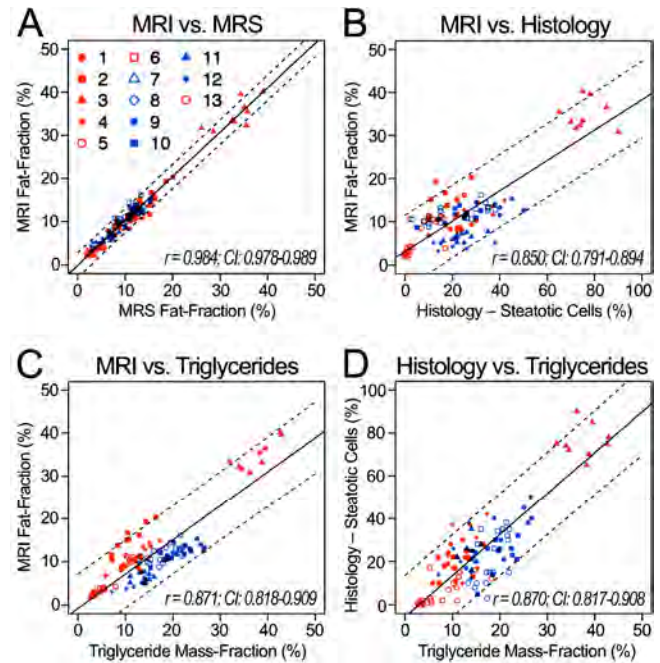 A MRI vs. MRS
50
40
30
20
10
0
MRI Fat-Fraction (%)
1 6 11
2 7 12
3 8 13
4 9
5 10
r = 0.984; CI: 0.978-0.989
0 10 20 30 40 50
MRS Fat-Fraction (%)
B MRI vs. Histology
50
40
30
20
10
0
MRI Fat-Fraction (%)
r = 0.850; CI: 0.791-0.894
0 20 40 60 80 100
Histology – Steatotic Cells (%)
C MRI vs. Triglycerides
50
40
30
20
10
0
MRI Fat-Fraction (%)
r = 0.871; CI: 0.818-0.909
0 10 20 30 40 50
Triglyceride Mass-Fraction (%)
D Histology vs. Triglycerides
100
80
60
40
20
0
Histology – Steatotic Cells (%)
r = 0.870; CI: 0.817-0.908
0 10 20 30 40 50
Triglyceride Mass-Fraction (%)